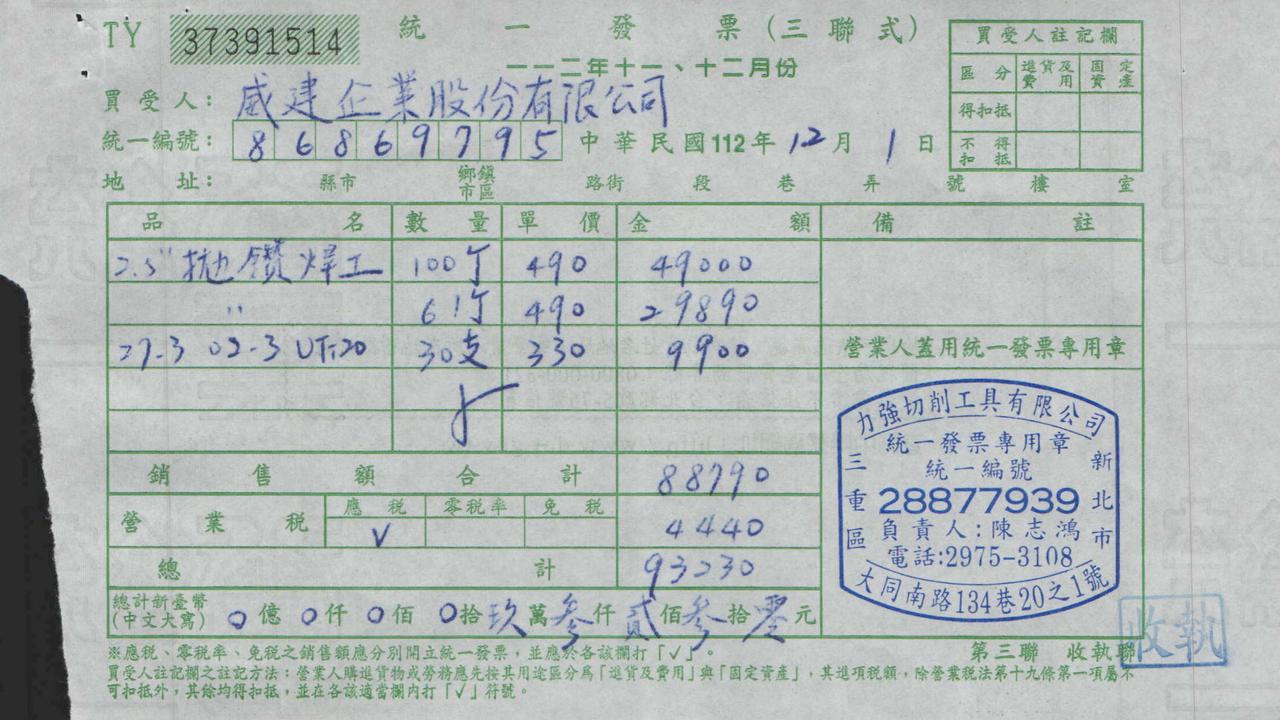 TY 37391514 統一發票(三聯式)
一一二年十一、十二月份
買受人: 威建企業股份有限公司
統一編號: 86869795 中華民國112年12月1日
地址: 縣市 鄉鎮市區 路街 段 巷 弄 號 樓 室
買受人註記欄
區分 進貨及費用 固定資產
得扣抵
不得扣抵
品名 數量 單價 金額 備註
2.5" 拋鑽焊工 100丁 490 49000
" 61丁 490 29890
27-3 02-3 UTi20 30支 330 9900 營業人蓋用統一發票專用章
銷售額合計 88790
營業稅 應稅 零稅率 免稅
V 4440
總計 93230
總計新臺幣(中文大寫) 0億0仟0佰0拾玖萬參仟貳佰參拾零元
力強切削工具有限公司
統一發票專用章
統一編號
28877939
負責人:陳志鴻
電話:2975-3108
新北市三重區
大同南路134巷20之1號
※應稅、零稅率、免稅之銷售額應分別開立統一發票,並應於各該欄打「√」。
第三聯 收執聯
收執
買受人註記欄之註記方法:營業人購進貨物或勞務應先按其用途區分為「進貨及費用」與「固定資產」,其進項稅額,除營業稅法第十九條第一項屬不
可扣抵外,其餘均得扣抵,並在各該適當欄內打「√」符號。